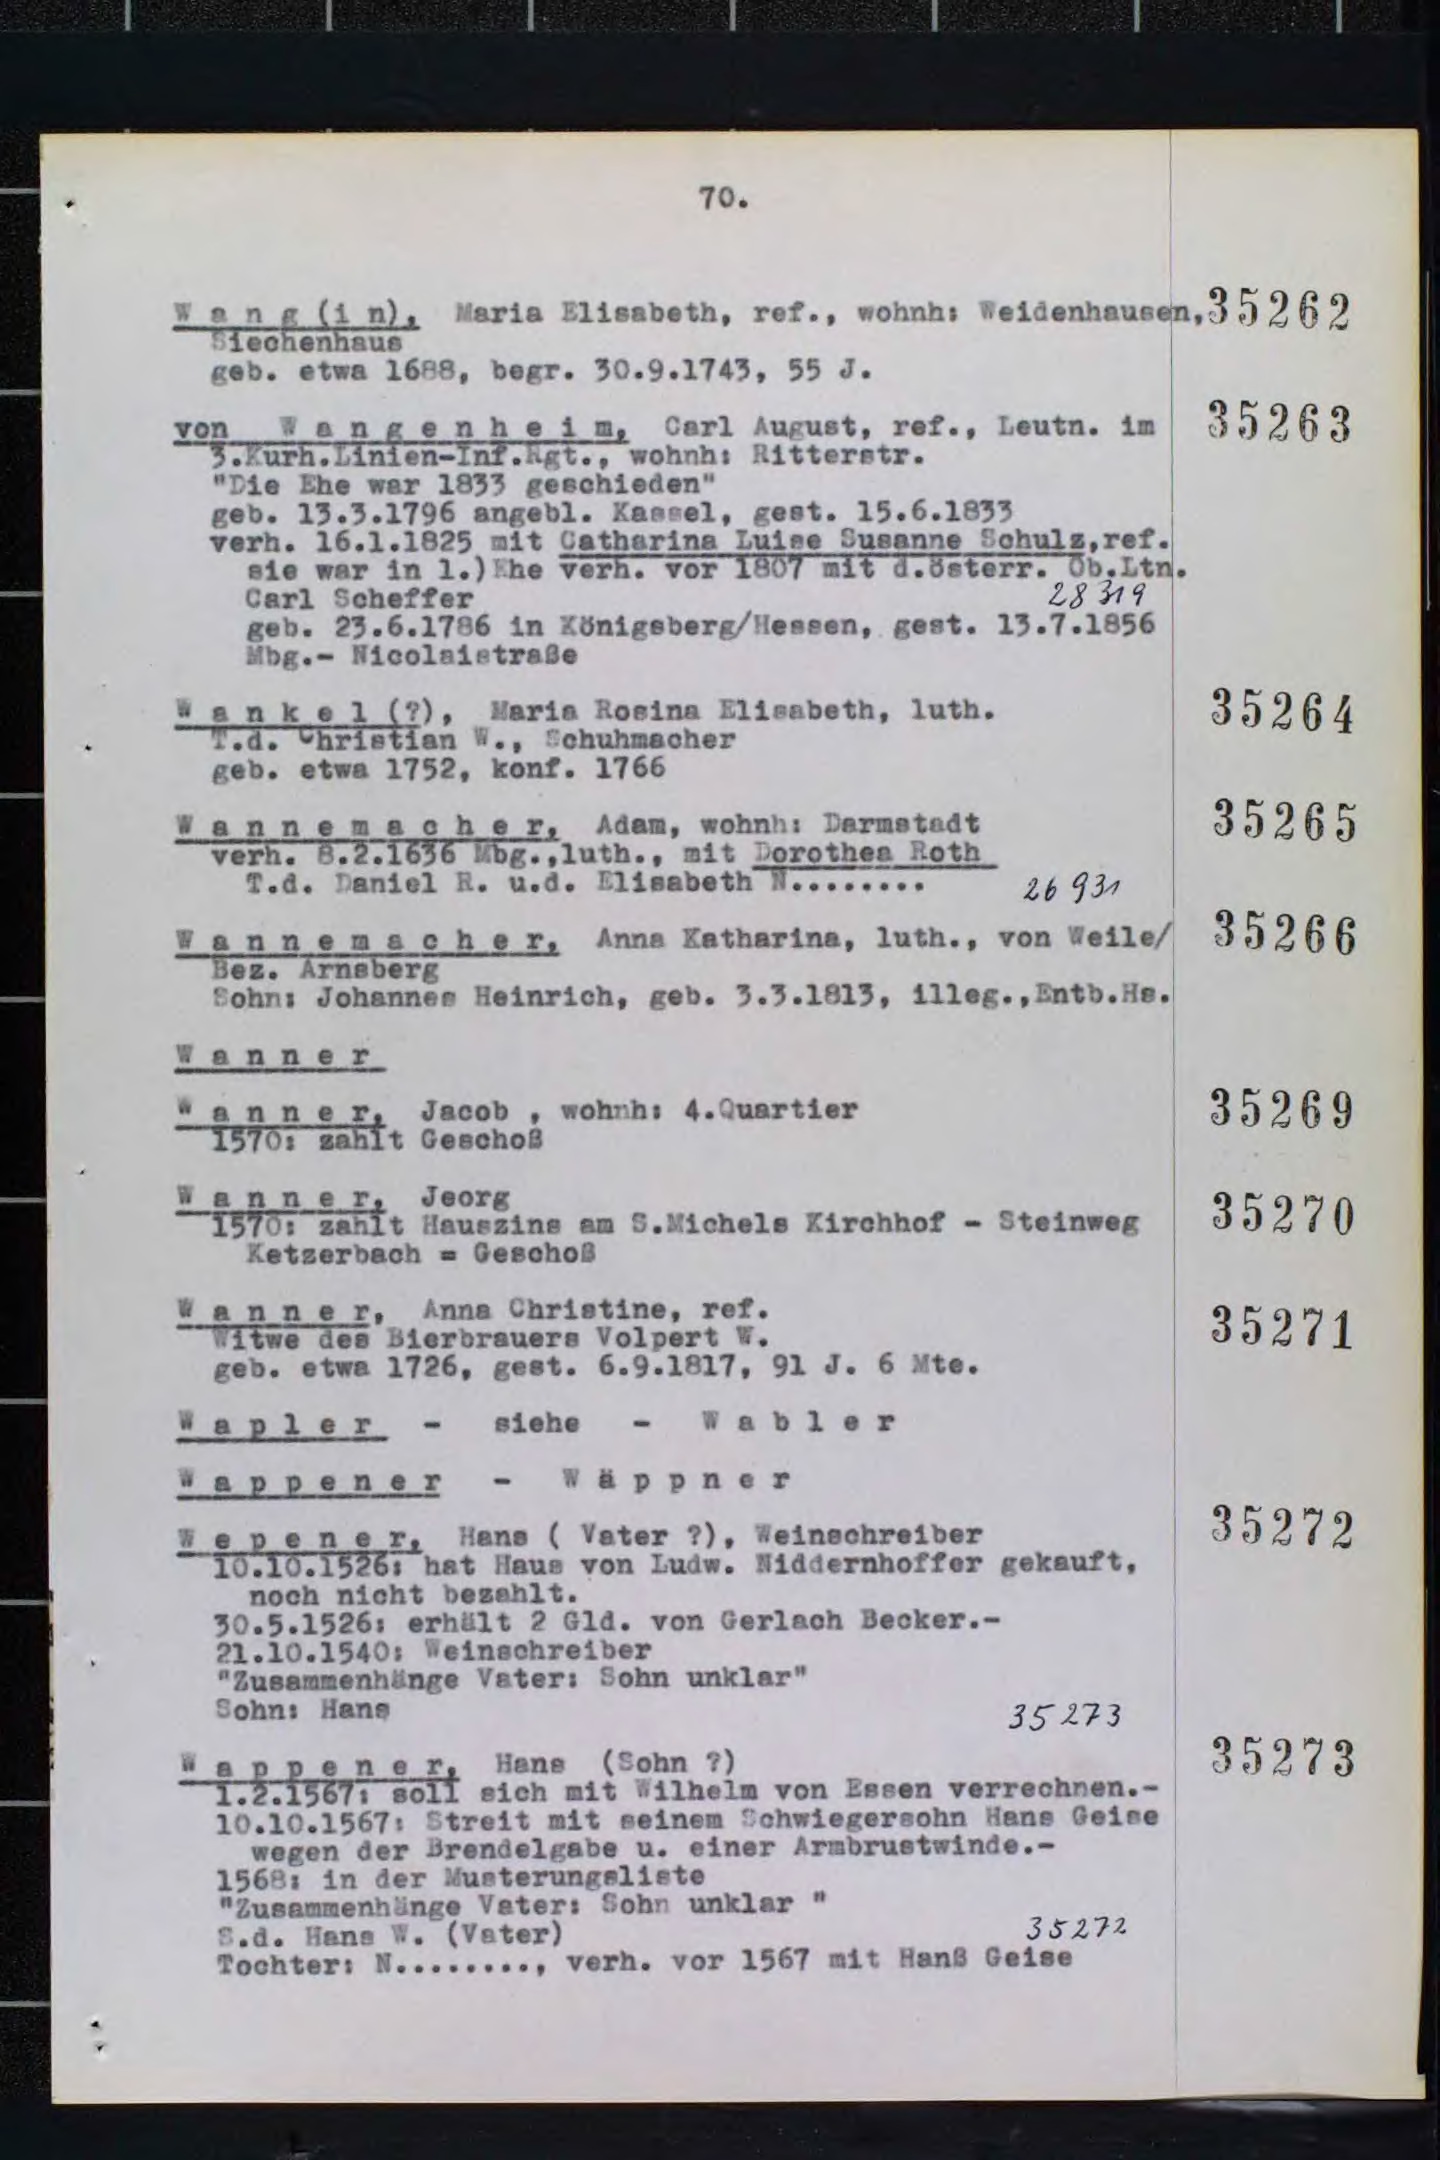 70.
W a n g (i n), Maria Elisabeth, ref., wohnh: Weidenhausen, 35262
Siechenhaus
geb. etwa 1688, begr. 30.9.1743, 55 J.
von W a n g e n h e i m, Carl August, ref., Leutn. im 35263
3.Kurh.Linien-Inf.Rgt., wohnh: Ritterstr.
"Die Ehe war 1833 geschieden"
geb. 13.3.1796 angebl. Kassel, gest. 15.6.1833
verh. 16.1.1825 mit Catharina Luise Susanne Schulz,ref.
sie war in 1.)Ehe verh. vor 1807 mit d.österr. Ob.Ltn.
Carl Scheffer 28 319
geb. 23.6.1786 in Königsberg/Hessen, gest. 13.7.1856
Mbg.- Nicolaistraße
W a n k e l (?), Maria Rosina Elisabeth, luth. 35264
T.d. Christian W., Schuhmacher
geb. etwa 1752, konf. 1766
W a n n e m a c h e r, Adam, wohnh: Darmstadt 35265
verh. 8.2.1636 Mbg.,luth., mit Dorothea Roth
T.d. Daniel R. u.d. Elisabeth N........ 26 931
W a n n e m a c h e r, Anna Katharina, luth., von Weile/ 35266
Bez. Arnsberg
Sohn: Johannes Heinrich, geb. 3.3.1813, illeg.,Entb.Hs.
W a n n e r
W a n n e r, Jacob , wohnh: 4.Quartier 35269
1570: zahlt Geschoß
W a n n e r, Jeorg 35270
1570: zahlt Hauszins am S.Michels Kirchhof - Steinweg
Ketzerbach = Geschoß
W a n n e r, Anna Christine, ref. 35271
Witwe des Bierbrauers Volpert W.
geb. etwa 1726, gest. 6.9.1817, 91 J. 6 Mte.
W a p l e r - siehe - W a b l e r
W a p p e n e r - W ä p p n e r
W e p e n e r, Hans ( Vater ?), Weinschreiber 35272
10.10.1526: hat Haus von Ludw. Niddernhoffer gekauft,
noch nicht bezahlt.
30.5.1526: erhält 2 Gld. von Gerlach Becker.-
21.10.1540: Weinschreiber
"Zusammenhänge Vater: Sohn unklar"
Sohn: Hans 35 273
W a p p e n e r, Hans (Sohn ?) 35273
1.2.1567: soll sich mit Wilhelm von Essen verrechnen.-
10.10.1567: Streit mit seinem Schwiegersohn Hans Geise
wegen der Brendelgabe u. einer Armbrustwinde.-
1568: in der Musterungsliste
"Zusammenhänge Vater: Sohn unklar "
S.d. Hans W. (Vater) 35272
Tochter: N........, verh. vor 1567 mit Hanß Geise